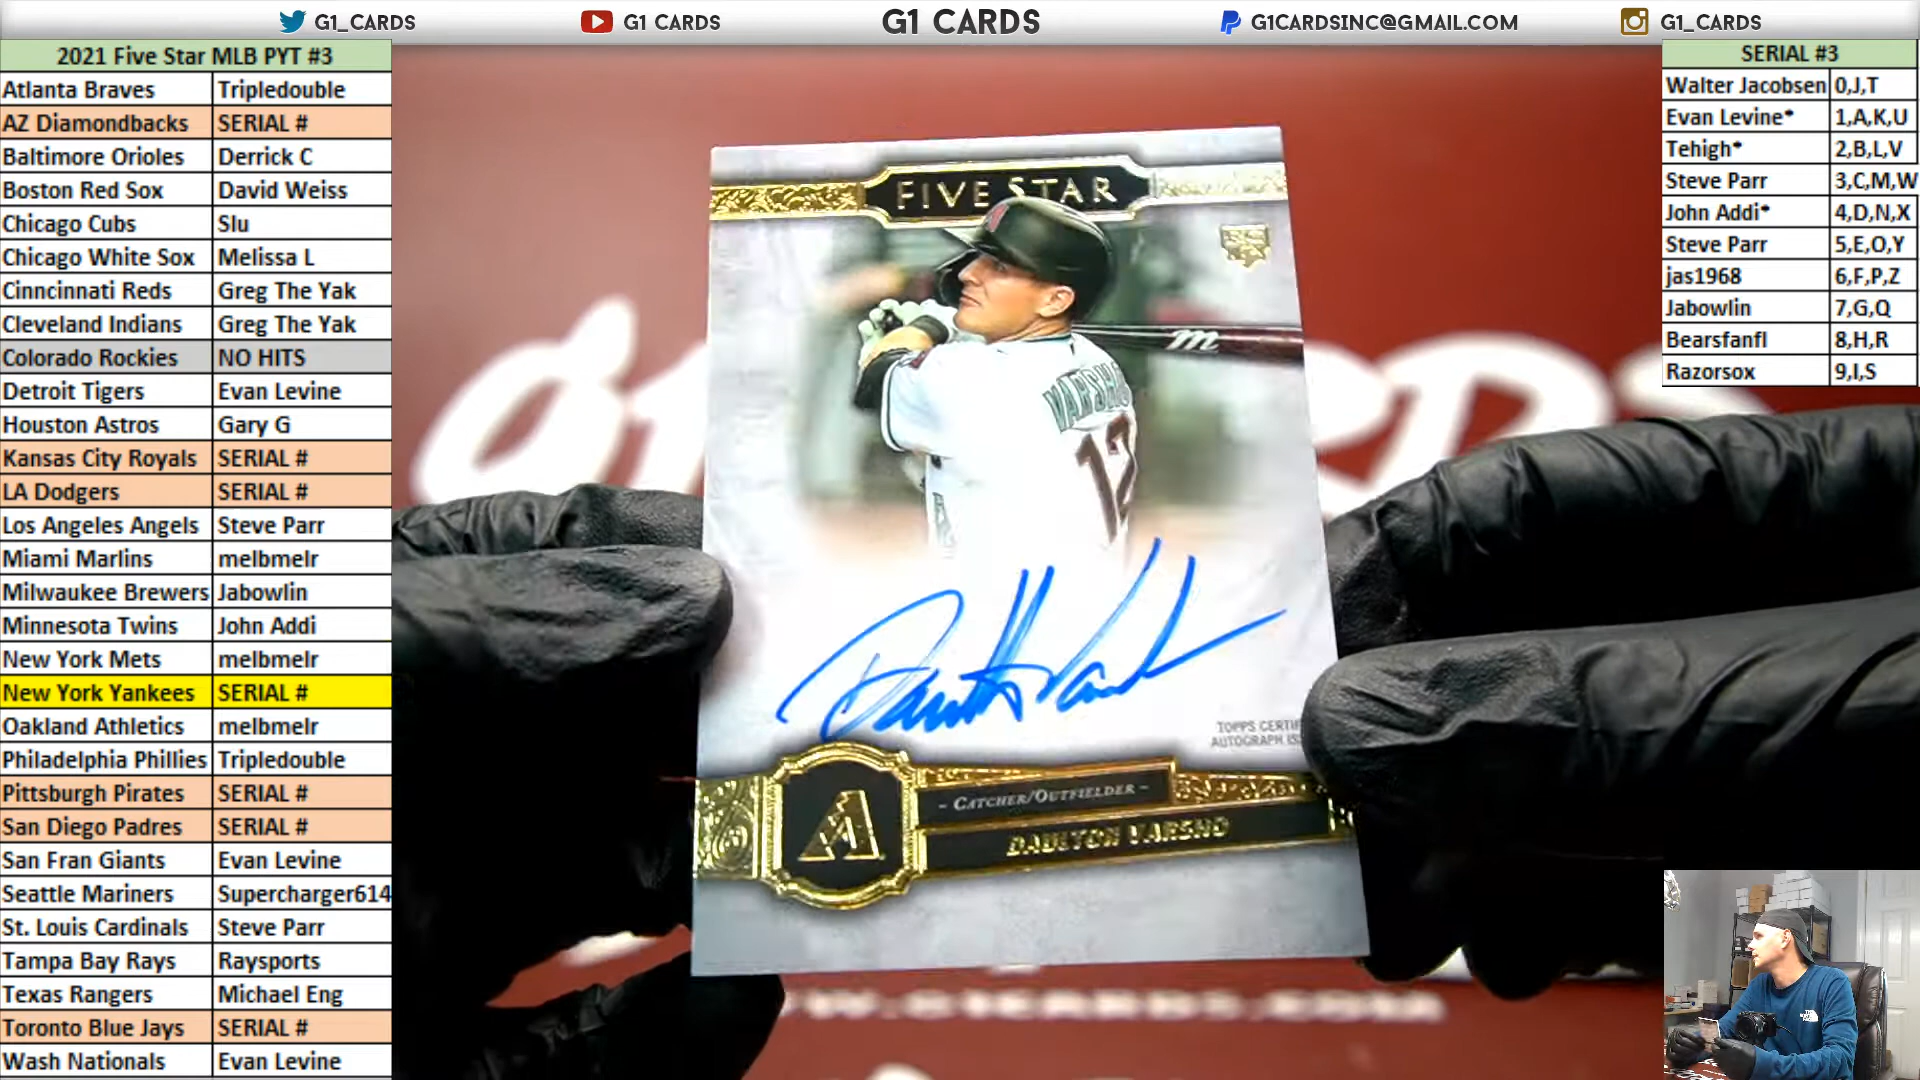 G1_CARDS
G1 CARDS
G1 CARDS
G1CARDSINC@GMAIL.COM
G1_CARDS
2021 Five Star MLB PYT #3
Atlanta Braves Tripledouble
AZ Diamondbacks SERIAL #
Baltimore Orioles Derrick C
Boston Red Sox David Weiss
Chicago Cubs Slu
Chicago White Sox Melissa L
Cinncinnati Reds Greg The Yak
Cleveland Indians Greg The Yak
Colorado Rockies NO HITS
Detroit Tigers Evan Levine
Houston Astros Gary G
Kansas City Royals SERIAL #
LA Dodgers SERIAL #
Los Angeles Angels Steve Parr
Miami Marlins melbmelr
Milwaukee Brewers Jabowlin
Minnesota Twins John Addi
New York Mets melbmelr
New York Yankees SERIAL #
Oakland Athletics melbmelr
Philadelphia Phillies Tripledouble
Pittsburgh Pirates SERIAL #
San Diego Padres SERIAL #
San Fran Giants Evan Levine
Seattle Mariners Supercharger614
St. Louis Cardinals Steve Parr
Tampa Bay Rays Raysports
Texas Rangers Michael Eng
Toronto Blue Jays SERIAL #
Wash Nationals Evan Levine
FIVE STAR
m
12
TOPPS
AUTOGRAPH
- CATCHER/OUTFIELDER -
DAULTON VARSHO
SERIAL #3
Walter Jacobsen 0,J,T
Evan Levine* 1,A,K,U
Tehigh* 2,B,L,V
Steve Parr 3,C,M,W
John Addi* 4,D,N,X
Steve Parr 5,E,O,Y
jas1968 6,F,P,Z
Jabowlin 7,G,Q
Bearsfanfl 8,H,R
Razorsox 9,I,S